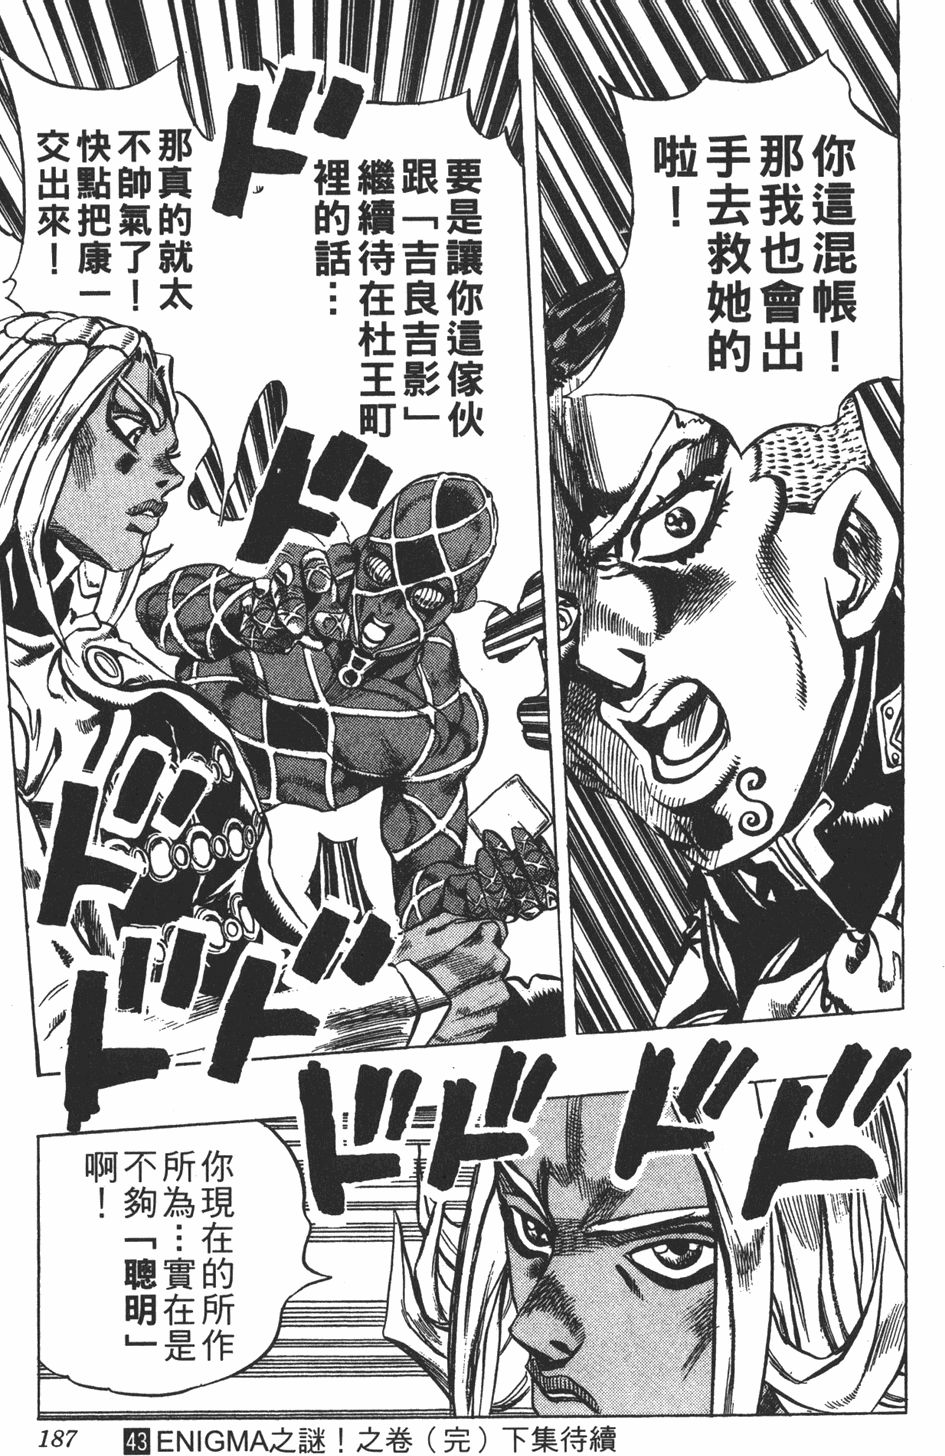 你這混帳！
那我也會出
手去救她的
啦！
要是讓你這傢伙
跟「吉良吉影」
繼續待在杜王町
裡的話…
那真的就太
不帥氣了！
快點把康一
交出來！
ドド
ドドド
ドド
ドドドド
你現在的所作
所為…實在是
不夠「聰明」
啊！
187
43 ENIGMA之謎！之卷（完）下集待續